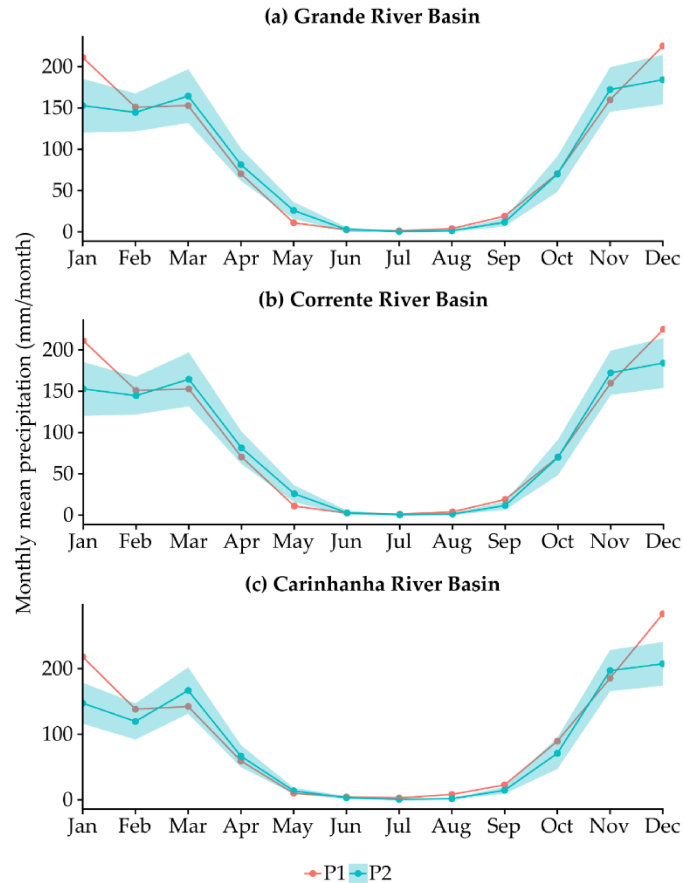 (a) Grande River Basin
Monthly mean precipitation (mm/month)
200
150
100
50
0
Jan Feb Mar Apr May Jun Jul Aug Sep Oct Nov Dec
(b) Corrente River Basin
200
150
100
50
0
Jan Feb Mar Apr May Jun Jul Aug Sep Oct Nov Dec
(c) Carinhanha River Basin
200
100
0
Jan Feb Mar Apr May Jun Jul Aug Sep Oct Nov Dec
P1 P2